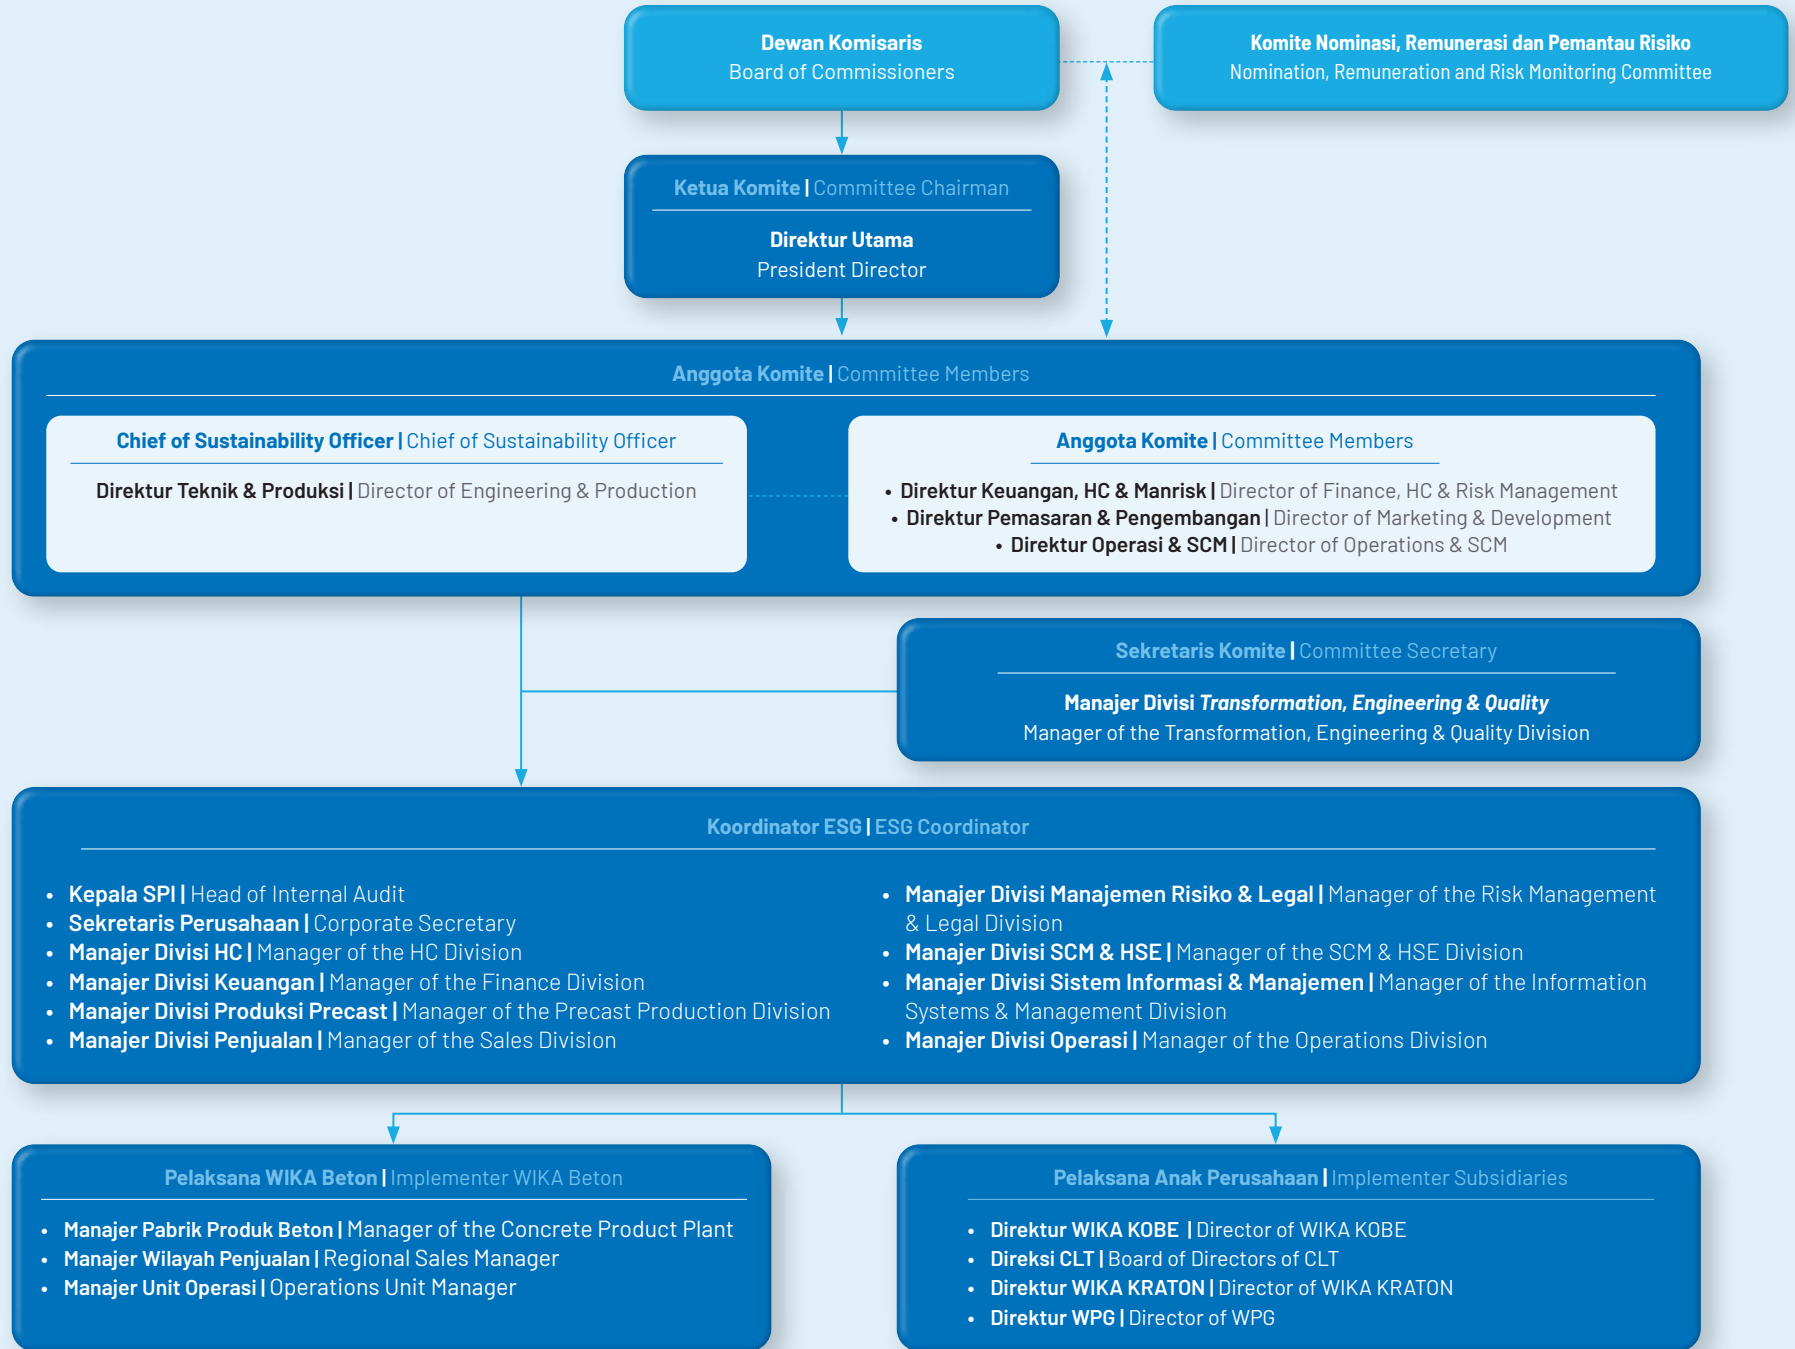 Dewan Komisaris
Board of Commissioners
Komite Nominasi, Remunerasi dan Pemantau Risiko
Nomination, Remuneration and Risk Monitoring Committee
Ketua Komite | Committee Chairman
Direktur Utama
President Director
Anggota Komite | Committee Members
Chief of Sustainability Officer | Chief of Sustainability Officer
Direktur Teknik & Produksi | Director of Engineering & Production
Anggota Komite | Committee Members
• Direktur Keuangan, HC & Manrisk | Director of Finance, HC & Risk Management
• Direktur Pemasaran & Pengembangan | Director of Marketing & Development
• Direktur Operasi & SCM | Director of Operations & SCM
Sekretaris Komite | Committee Secretary
Manajer Divisi Transformation, Engineering & Quality
Manager of the Transformation, Engineering & Quality Division
Koordinator ESG | ESG Coordinator
• Kepala SPI | Head of Internal Audit
• Sekretaris Perusahaan | Corporate Secretary
• Manajer Divisi HC | Manager of the HC Division
• Manajer Divisi Keuangan | Manager of the Finance Division
• Manajer Divisi Produksi Precast | Manager of the Precast Production Division
• Manajer Divisi Penjualan | Manager of the Sales Division
• Manajer Divisi Manajemen Risiko & Legal | Manager of the Risk Management
& Legal Division
• Manajer Divisi SCM & HSE | Manager of the SCM & HSE Division
• Manajer Divisi Sistem Informasi & Manajemen | Manager of the Information
Systems & Management Division
• Manajer Divisi Operasi | Manager of the Operations Division
Pelaksana WIKA Beton | Implementer WIKA Beton
• Manajer Pabrik Produk Beton | Manager of the Concrete Product Plant
• Manajer Wilayah Penjualan | Regional Sales Manager
• Manajer Unit Operasi | Operations Unit Manager
Pelaksana Anak Perusahaan | Implementer Subsidiaries
• Direktur WIKA KOBE | Director of WIKA KOBE
• Direksi CLT | Board of Directors of CLT
• Direktur WIKA KRATON | Director of WIKA KRATON
• Direktur WPG | Director of WPG